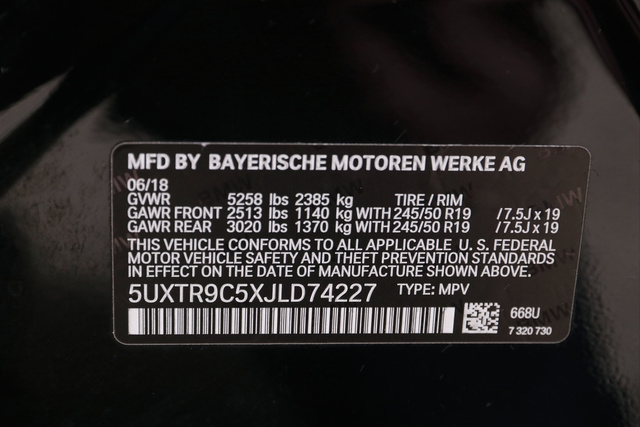 MFD BY BAYERISCHE MOTOREN WERKE AG
06/18
GVWR 5258 lbs 2385 kg TIRE / RIM
GAWR FRONT 2513 lbs 1140 kg WITH 245/50 R19 / 7.5J x 19
GAWR REAR 3020 lbs 1370 kg WITH 245/50 R19 / 7.5J x 19
THIS VEHICLE CONFORMS TO ALL APPLICABLE U. S. FEDERAL
MOTOR VEHICLE SAFETY AND THEFT PREVENTION
STANDARDS IN EFFECT ON THE DATE OF MANUFACTURE SHOWN ABOVE.
5UXTR9C5XJLD74227 TYPE: MPV
668U
7 320 730